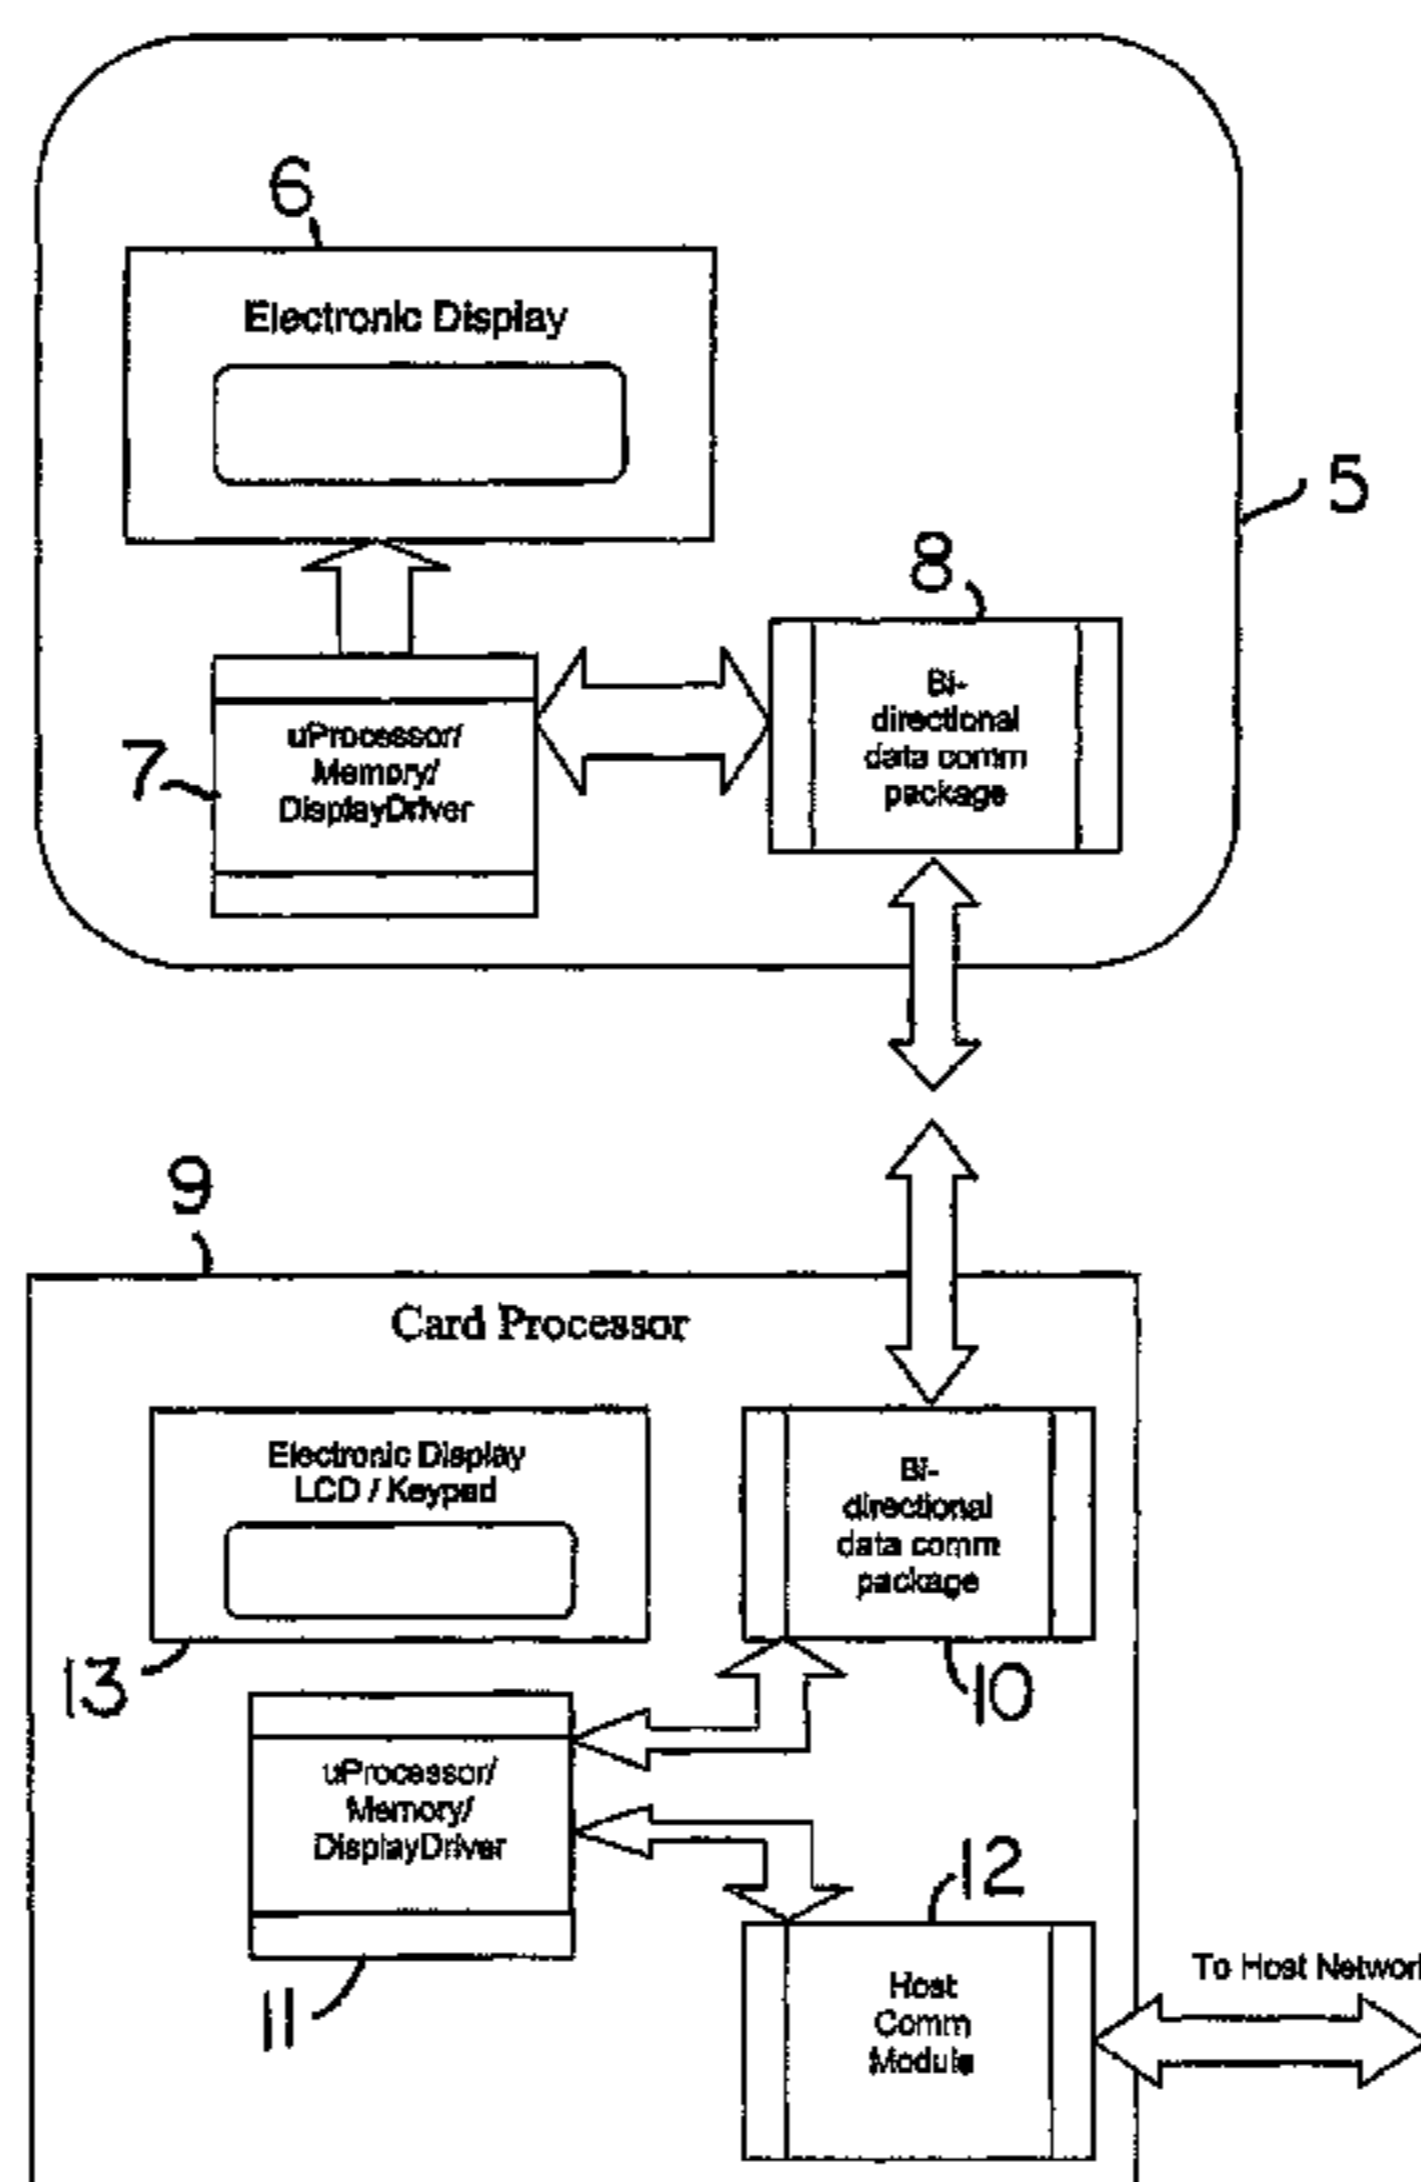 6
Electronic Display
5
8
Bi-
directional
data comm
package
7
uProcessor/
Memory/
DisplayDriver
9
Card Processor
Electronic Display
LCD / Keypad
Bi-
directional
data comm
package
13
10
uProcessor/
Memory/
DisplayDriver
12
11
Host
Comm
Module
To Host Network